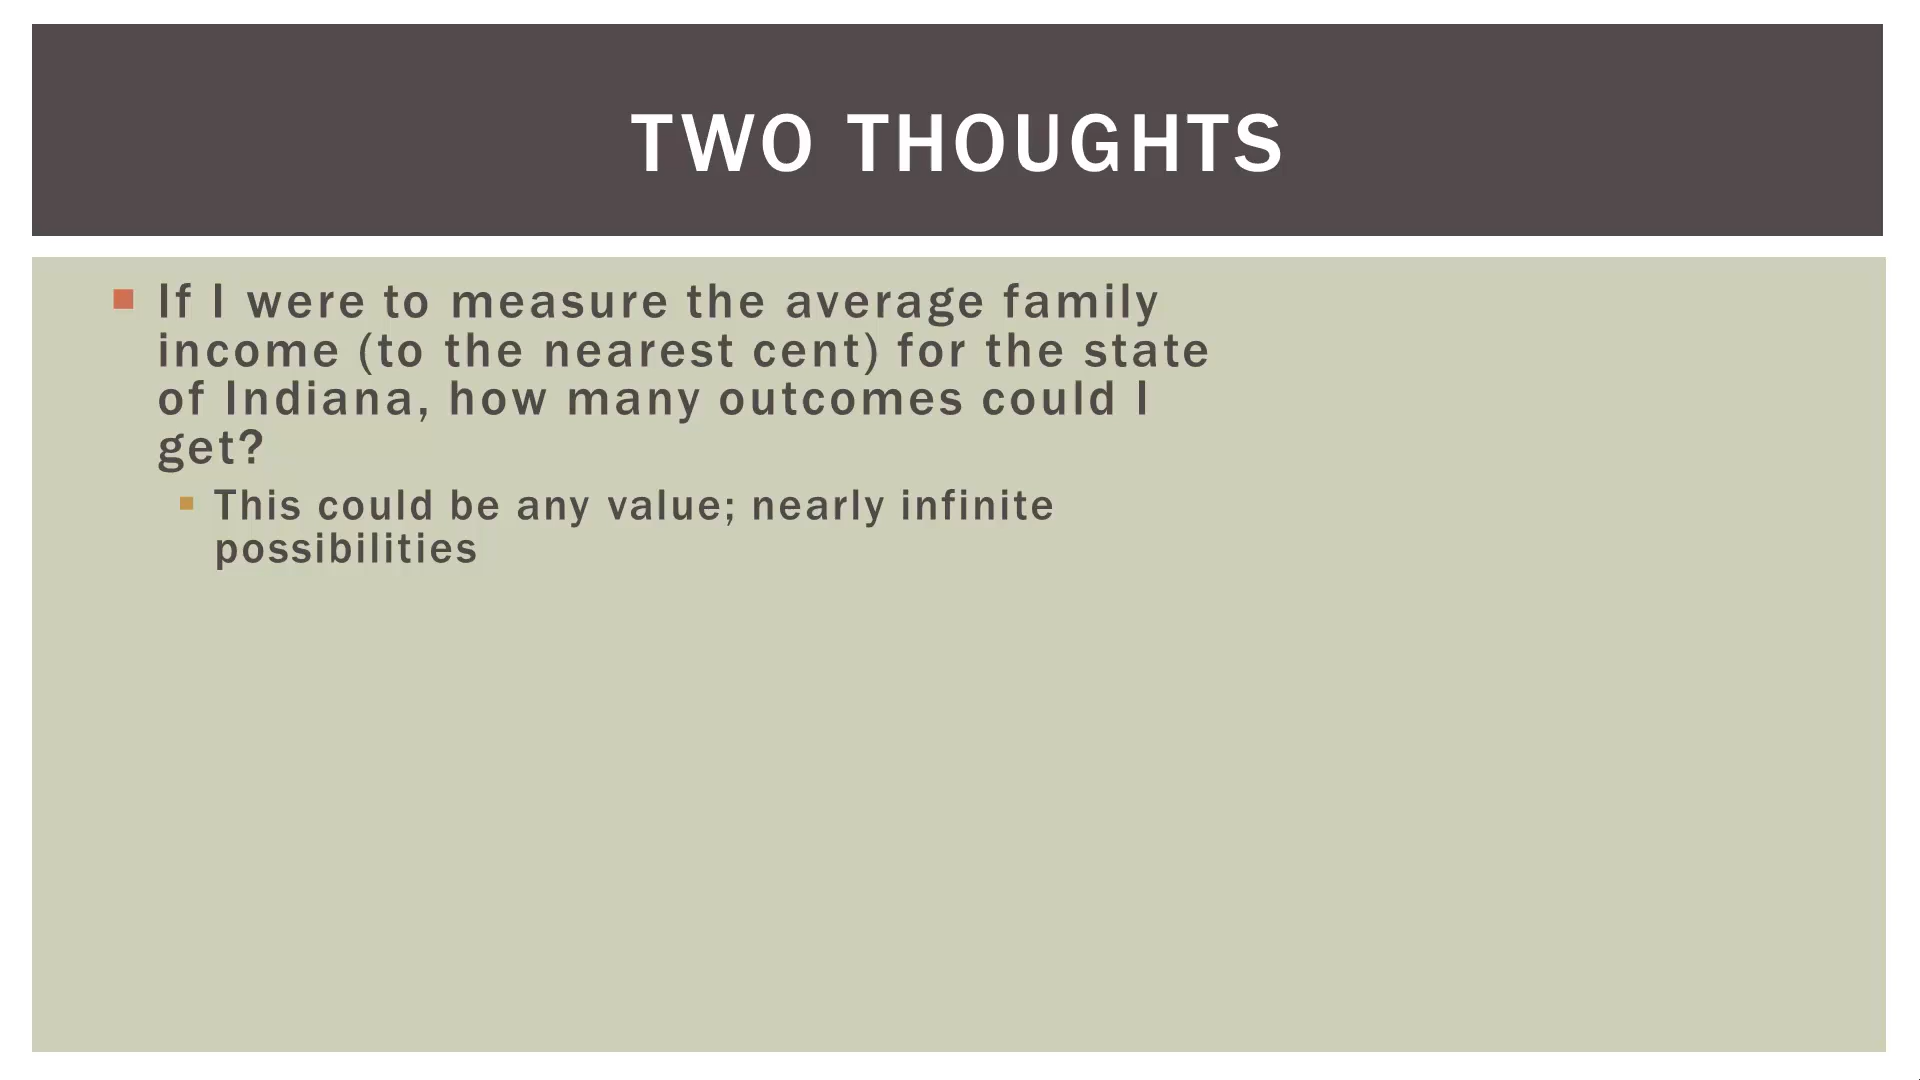 TWO THOUGHTS
If I were to measure the average family
income (to the nearest cent) for the state
of Indiana, how many outcomes could I
get?
This could be any value; nearly infinite
possibilities